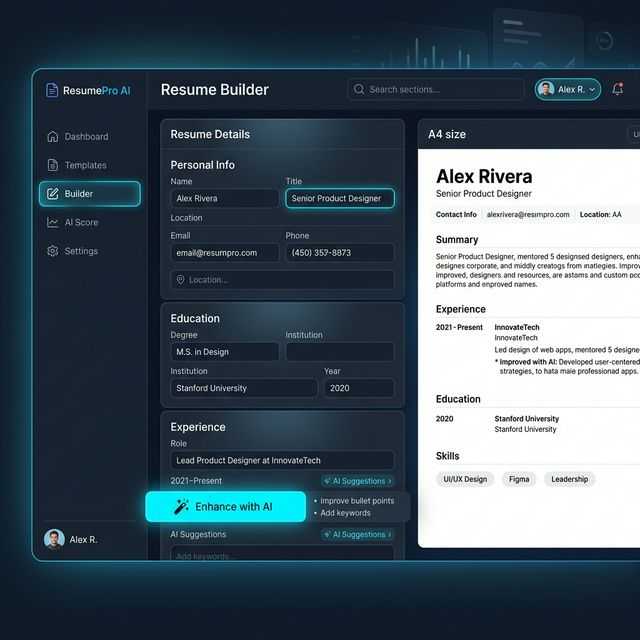 ResumePro AI
Dashboard
Templates
Builder
AI Score
Settings
Alex R.
Resume Builder
Search sections...
Alex R.
Resume Details
Personal Info
Name Title
Alex Rivera Senior Product Designer
Location
Email Phone
email@resumpro.com (450) 357-8873
Location...
Education
Degree Institution
M.S. in Design
Institution Year
Stanford University 2020
Experience
Role
Lead Product Designer at InnovateTech
2021–Present AI Suggestions
Enhance with AI
• Improve bullet points
• Add keywords
AI Suggestions AI Suggestions
Add keywords...
A4 size
Alex Rivera
Senior Product Designer
Contact Info alexrivera@resmpro.com Location: AA
Summary
Senior Product Designer, mentored 5 designsed designers,
designes corporate, and middly creatogs from Improv
improved, designers and resources, are astams and custom
platforms and enproved names.
Experience
2021 - Present InnovateTech
InnovateTech
Led design of web apps, mentored 5 designe
* Improved with AI: Developed user-centered
strategies, to hata male professionad apps.
Education
2020 Stanford University
Stanford University
Skills
UI/UX Design Figma Leadership